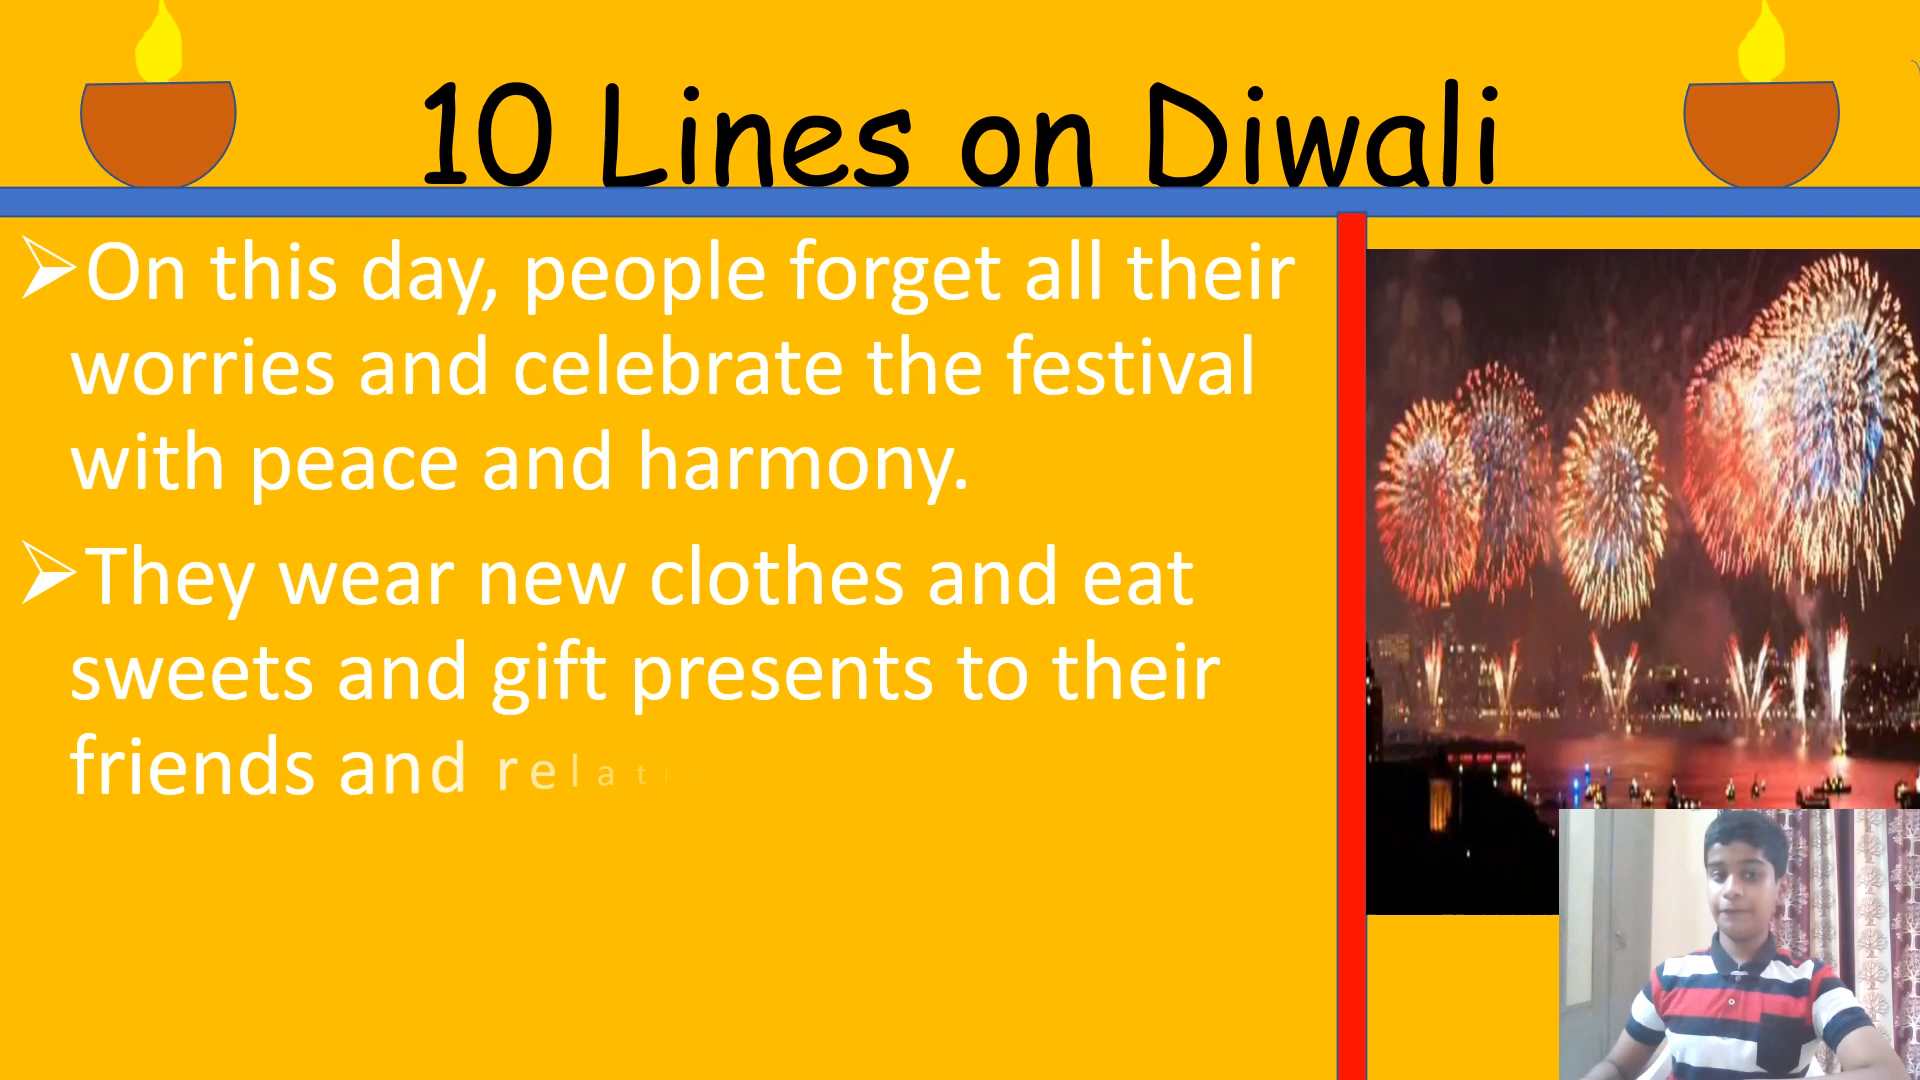 10 Lines on Diwali
➢On this day, people forget all their
worries and celebrate the festival
with peace and harmony.
➢They wear new clothes and eat
sweets and gift presents to their
friends and relati